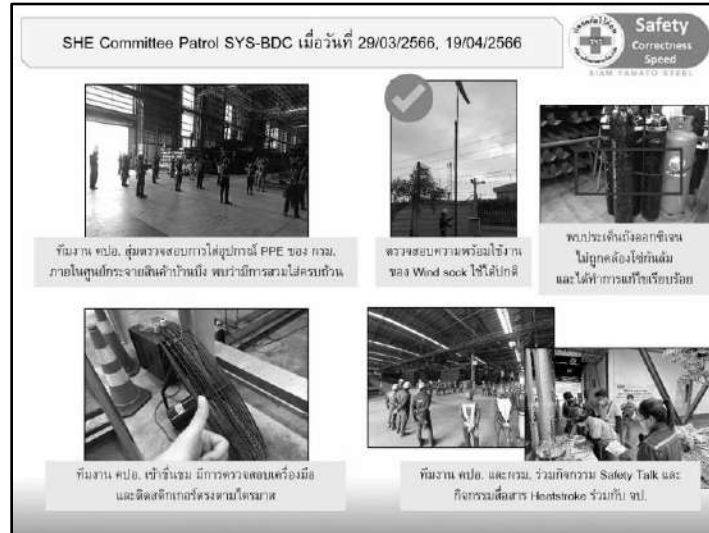 SHE Committee Patrol SYS-BDC เมื่อวันที่ 29/03/2566, 19/04/2566
Safety
Correctness
Speed
SIAM YAMATO STEEL
ทีมงาน คปอ. สุ่มตรวจสอบการใส่อุปกรณ์ PPE ของ กรม.
ภายในศูนย์กระจายสินค้าบ้านบึง พบว่ามีการสวมใส่ครบถ้วน
ตรวจสอบความพร้อมใช้งาน
ของ Wind sock ใช้ได้ปกติ
พบประเด็นถังออกซิเจน
ไม่ถูกคล้องโซ่กันล้ม
และได้ทำการแก้ไขเรียบร้อย
ทีมงาน คปอ. เข้าชื่นชม มีการตรวจสอบเครื่องมือ
และติดสติกเกอร์ตรงตามไตรมาส
ทีมงาน คปอ. และกรม. ร่วมกิจกรรม Safety Talk และ
กิจกรรมสื่อสาร Heatstroke ร่วมกับ จป.